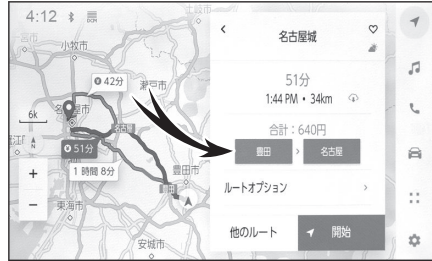 4:12
小牧市
42分
瀬戸市
6k
51分
1 時間 8分
豊田市
東海市
安城市
名古屋城
51分
1:44 PM • 34km
合計：640円
豊田 › 名古屋
ルートオプション
他のルート
開始